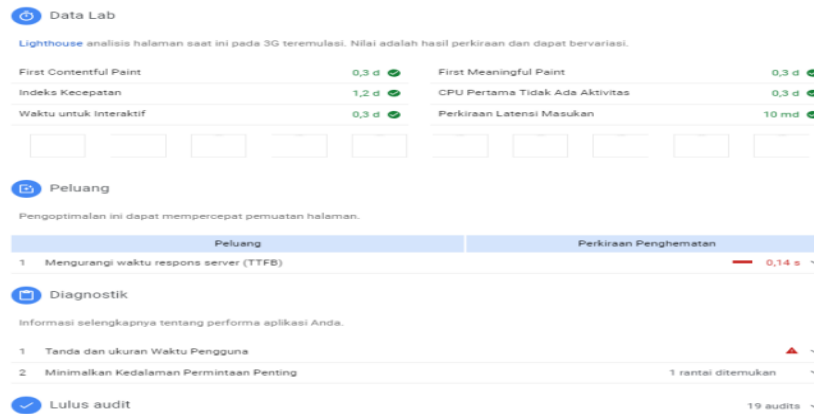 Data Lab
Lighthouse analisis halaman saat ini pada 3G teremulasi. Nilai adalah hasil perkiraan dan dapat bervariasi.
First Contentful Paint 0,3 d First Meaningful Paint 0,3 d
Indeks Kecepatan 1,2 d CPU Pertama Tidak Ada Aktivitas 0,3 d
Waktu untuk Interaktif 0,3 d Perkiraan Latensi Masukan 10 md
Peluang
Pengoptimalan ini dapat mempercepat pemuatan halaman.
Peluang Perkiraan Penghematan
1 Mengurangi waktu respons server (TTFB) 0,14 s
Diagnostik
Informasi selengkapnya tentang performa aplikasi Anda.
1 Tanda dan ukuran Waktu Pengguna
2 Minimalkan Kedalaman Permintaan Penting 1 rantai ditemukan
Lulus audit 19 audits